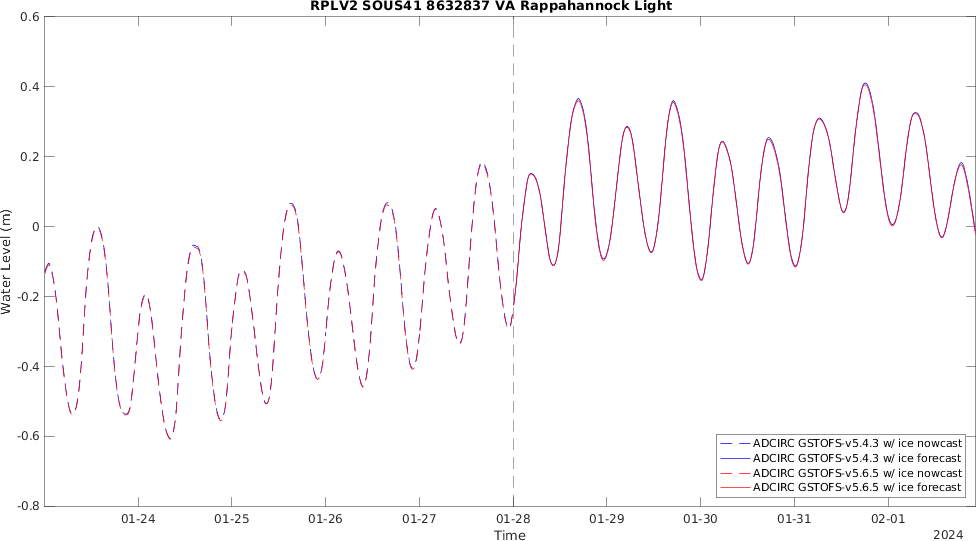 RPLV2 SOUS41 8632837 VA Rappahannock Light
0.6
0.4
0.2
0
-0.2
-0.4
-0.6
-0.8
Water Level (m)
ADCIRC GSTOFS-v5.4.3 w/ ice nowcast
ADCIRC GSTOFS-v5.4.3 w/ ice forecast
ADCIRC GSTOFS-v5.6.5 w/ ice nowcast
ADCIRC GSTOFS-v5.6.5 w/ ice forecast
01-24 01-25 01-26 01-27 01-28 01-29 01-30 01-31 02-01
Time
2024